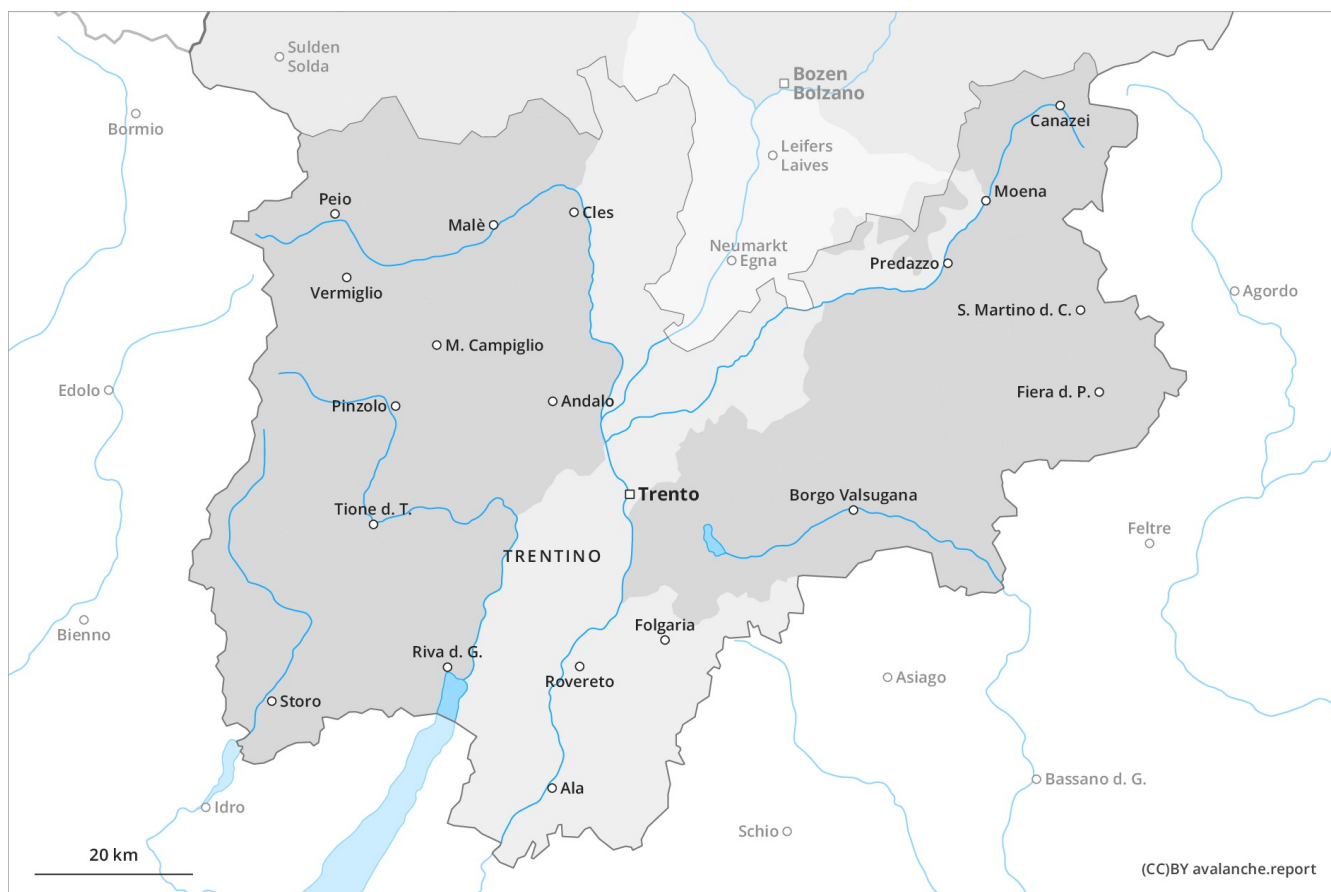 Sulden
Solda
Bozen
Bolzano
Bormio
Canazei
Leifers
Laives
Moena
Peio
Malè
Cles
Neumarkt
Egna
Predazzo
Vermiglio
Agordo
S. Martino d. C.
M. Campiglio
Edolo
Pinzolo
Andalo
Fiera d. P.
Trento
Borgo Valsugana
Tione d. T.
Feltre
TRENTINO
Bienno
Folgaria
Riva d. G.
Rovereto
Asiago
Storo
Bassano d. G.
Ala
Idro
Schio
20 km
(CC)BY avalanche.report